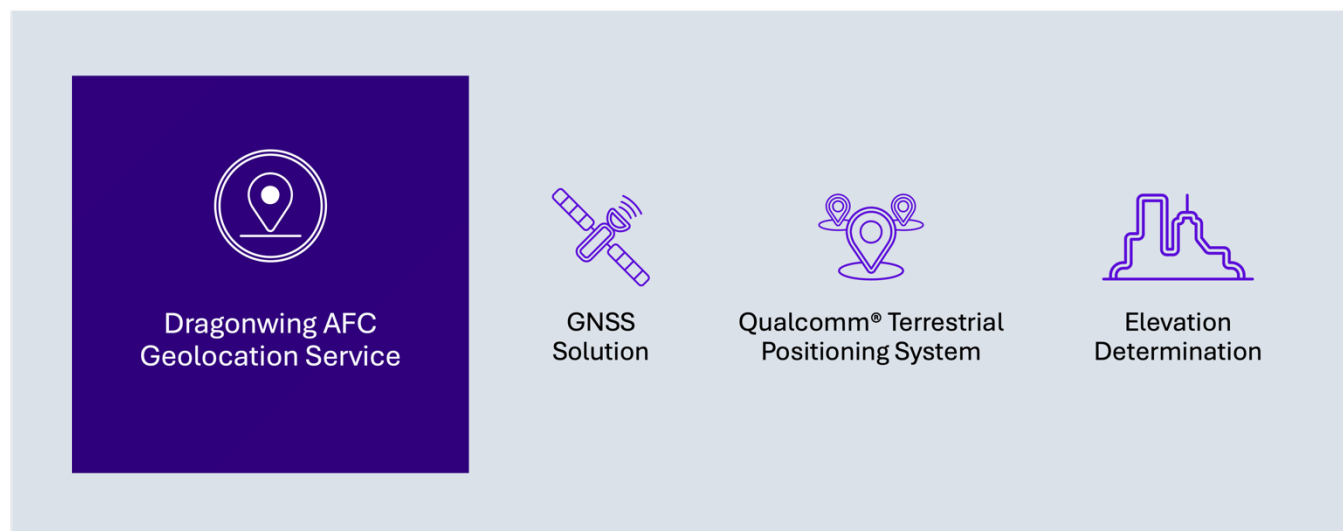 Dragonwing AFC
Geolocation Service
GNSS
Solution
Qualcomm® Terrestrial
Positioning System
Elevation
Determination